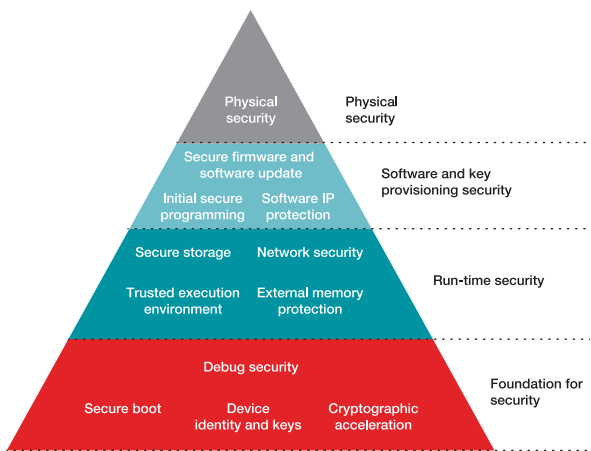 Physical
security
Physical
security
Secure firmware and
software update
Initial secure
programming
Software IP
protection
Software and key
provisioning security
Secure storage
Network security
Trusted execution
environment
External memory
protection
Run-time security
Debug security
Secure boot
Device
identity and keys
Cryptographic
acceleration
Foundation for
security